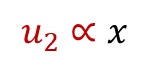 u₂ ∝ x